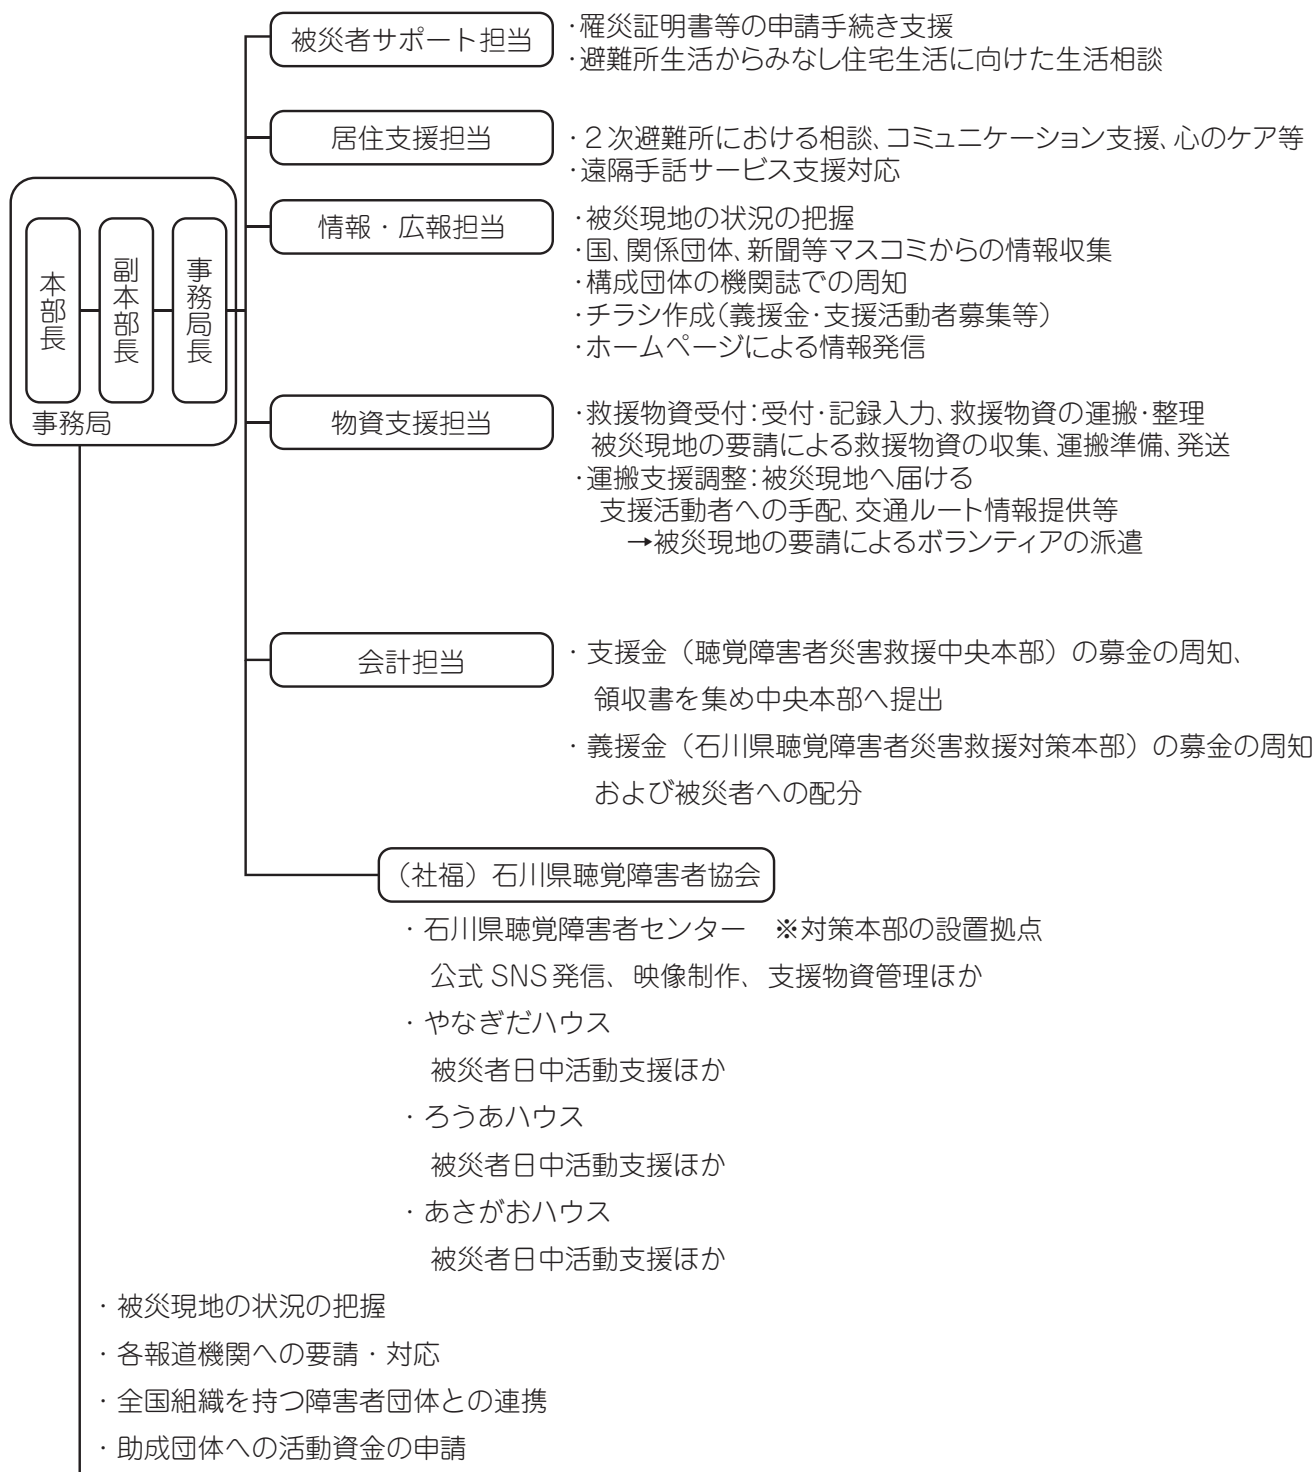 被災者サポート担当
・罹災証明書等の申請手続き支援
・避難所生活からみなし住宅生活に向けた生活相談
居住支援担当
・2次避難所における相談、コミュニケーション支援、心のケア等
・遠隔手話サービス支援対応
情報・広報担当
・被災現地の状況の把握
・国、関係団体、新聞等マスコミからの情報収集
・構成団体の機関誌での周知
・チラシ作成(義援金・支援活動者募集等)
・ホームページによる情報発信
本部長
副本部長
事務局長
事務局
物資支援担当
・救援物資受付:受付・記録入力、救援物資の運搬・整理
被災現地の要請による救援物資の収集、運搬準備、発送
・運搬支援調整:被災現地へ届ける
支援活動者への手配、交通ルート情報提供等
→被災現地の要請によるボランティアの派遣
会計担当
・支援金(聴覚障害者災害救援中央本部)の募金の周知、
領収書を集め中央本部へ提出
・義援金(石川県聴覚障害者災害救援対策本部)の募金の周知
および被災者への配分
(社福)石川県聴覚障害者協会
・石川県聴覚障害者センター ※対策本部の設置拠点
公式SNS発信、映像制作、支援物資管理ほか
・やなぎだハウス
被災者日中活動支援ほか
・ろうあハウス
被災者日中活動支援ほか
・あさがおハウス
被災者日中活動支援ほか
・被災現地の状況の把握
・各報道機関への要請・対応
・全国組織を持つ障害者団体との連携
・助成団体への活動資金の申請